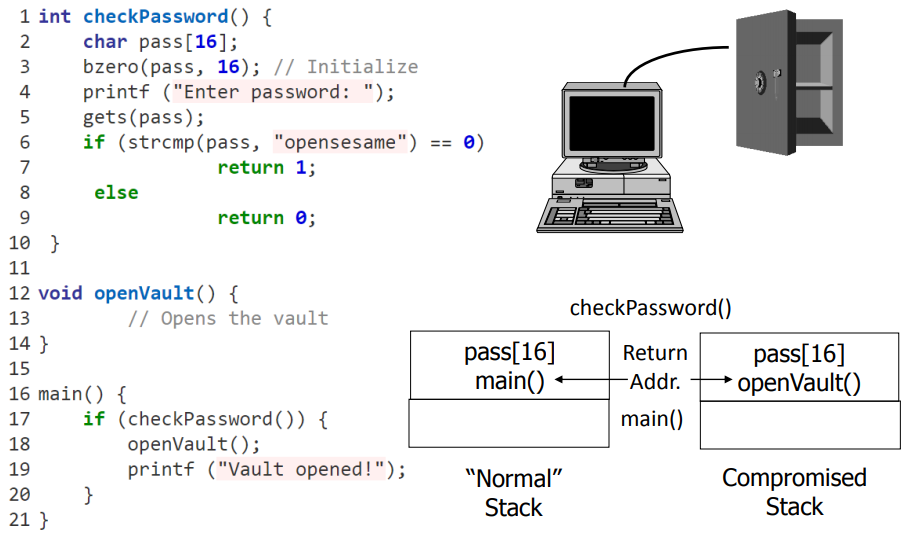 1 int checkPassword() {
2     char pass[16];
3     bzero(pass, 16); // Initialize
4     printf ("Enter password: ");
5     gets(pass);
6     if (strcmp(pass, "opensesame") == 0)
7                 return 1;
8      else
9                 return 0;
10  }
11
12 void openVault() {
13         // Opens the vault
14 }
15
16 main() {
17     if (checkPassword()) {
18         openVault();
19         printf ("Vault opened!");
20     }
21 }
checkPassword()
pass[16]
main()
Return
Addr.
main()
pass[16]
openVault()
“Normal”
Stack
Compromised
Stack